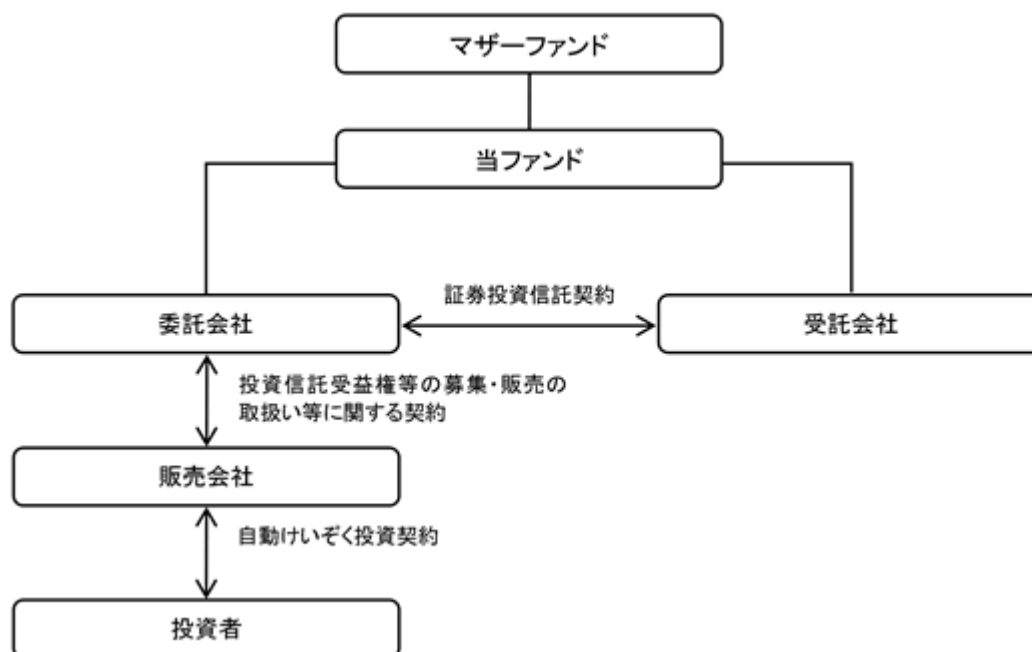 マザーファンド
当ファンド
証券投資信託契約
委託会社
受託会社
投資信託受益権等の募集・販売の
取扱い等に関する契約
販売会社
自動けいぞく投資契約
投資者